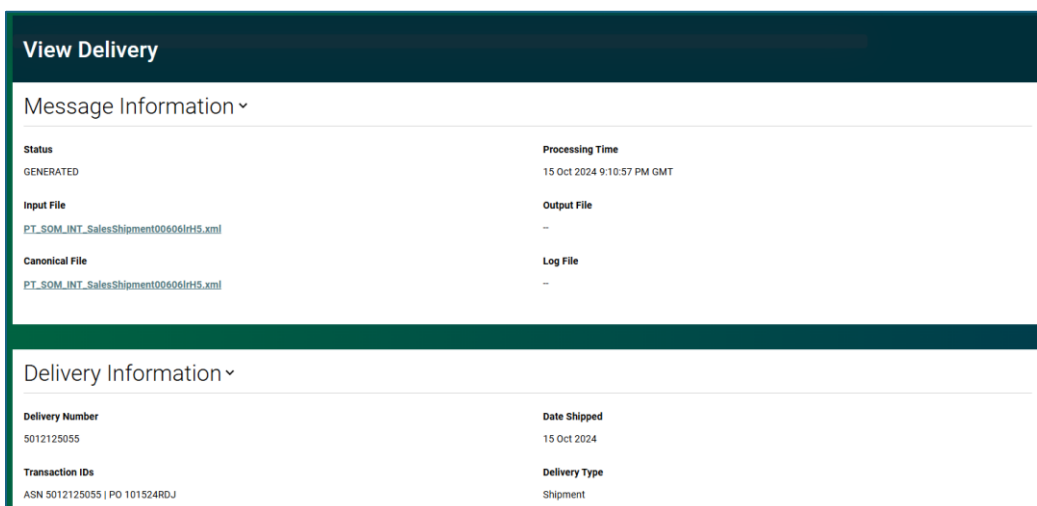 View Delivery
Message Information
Status
Processing Time
GENERATED
15 Oct 2024 9:10:57 PM GMT
Input File
Output File
PT_SOM_INT_SalesShipment00606lrH5.xml
--
Canonical File
Log File
PT_SOM_INT_SalesShipment00606lrH5.xml
--
Delivery Information
Delivery Number
Date Shipped
5012125055
15 Oct 2024
Transaction IDs
Delivery Type
ASN 5012125055 | PO 101524RDJ
Shipment